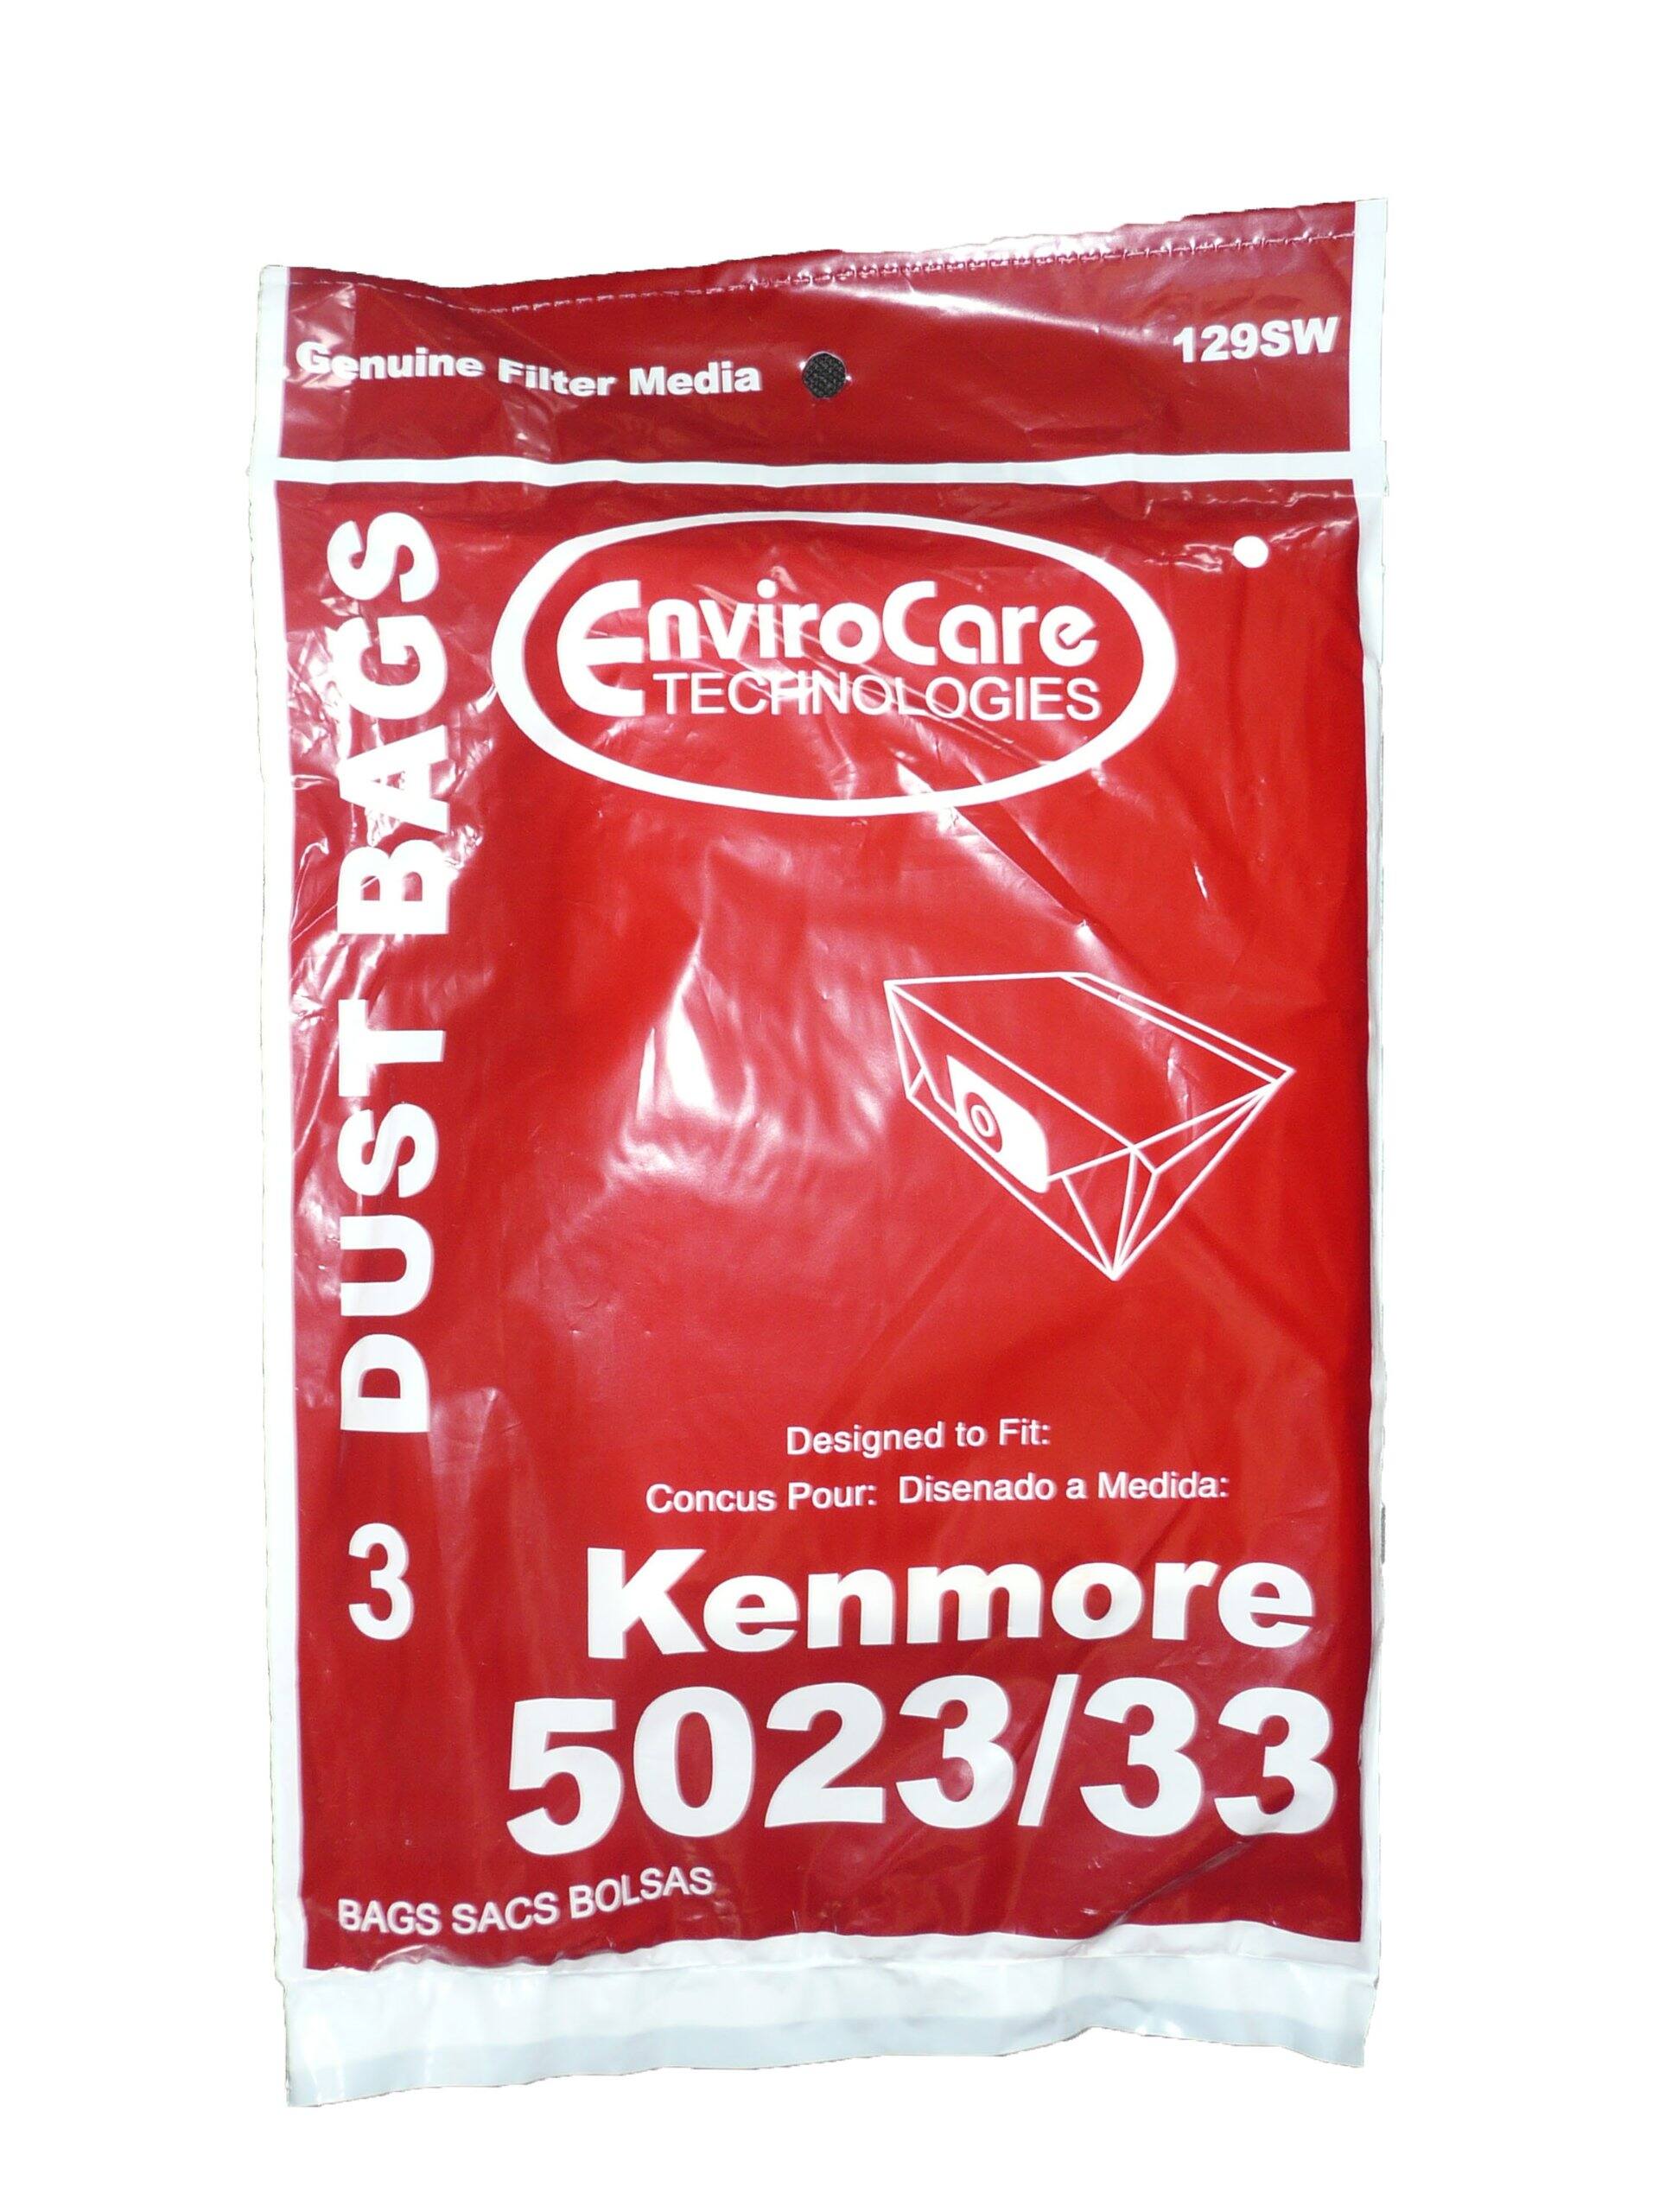 Genuine Filter Media
129SW
EnviroCare
TECHNOLOGIES
3 DUST BAGS
Designed to Fit:
Concus Pour: Disenado a Medida:
Kenmore
5023/33
BAGS SACS BOLSAS